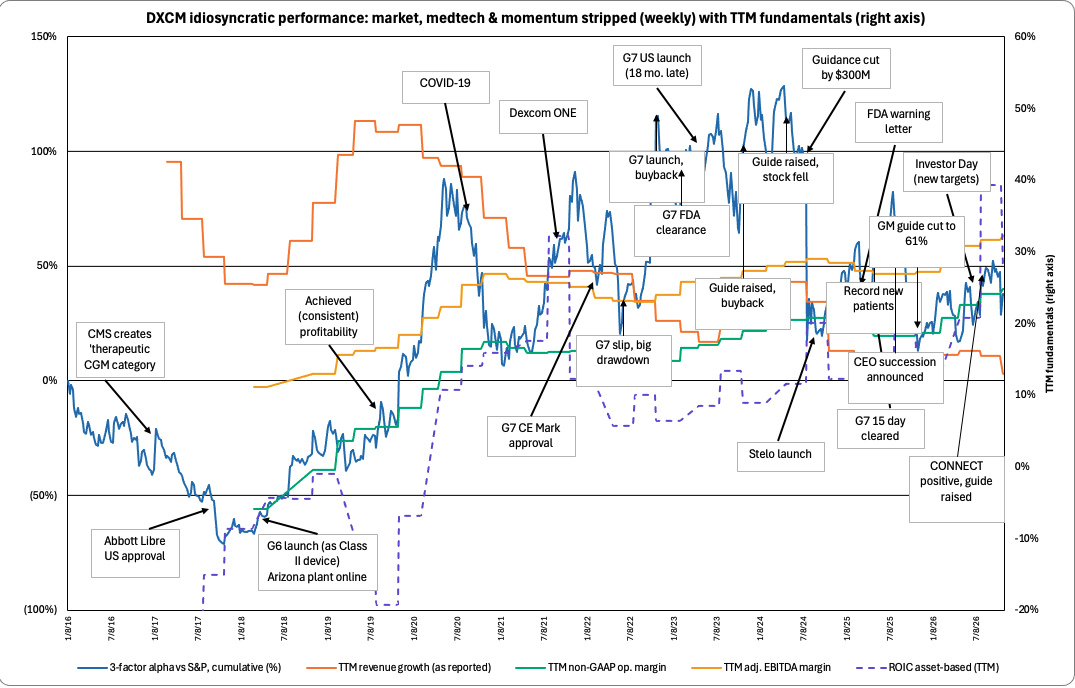 DXCM idiosyncratic performance: market, medtech & momentum stripped (weekly) with TTM fundamentals (right axis)
150%
100%
50%
0%
(50%)
(100%)
60%
50%
40%
30%
20%
10%
0%
-10%
-20%
TTM fundamentals (right axis)
CMS creates
'therapeutic
CGM category
Abbott Libre
US approval
G6 launch (as Class
II device)
Arizona plant online
Achieved
(consistent)
profitability
COVID-19
Dexcom ONE
G7 CE Mark
approval
G7 slip, big
drawdown
G7 US launch
(18 mo. late)
G7 launch,
buyback
G7 FDA
clearance
Guide raised,
buyback
Guide raised,
stock fell
Guidance cut
by $300M
Stelo launch
FDA warning
letter
Record new
patients
GM guide cut to
61%
CEO succession
announced
G7 15 day
cleared
Investor Day
(new targets)
CONNECT
positive, guide
raised
1/8/16
7/8/16
1/8/17
7/8/17
1/8/18
7/8/18
1/8/19
7/8/19
1/8/20
7/8/20
1/8/21
7/8/21
1/8/22
7/8/22
1/8/23
7/8/23
1/8/24
7/8/24
1/8/25
7/8/25
1/8/26
7/8/26
3-factor alpha vs S&P, cumulative (%)
TTM revenue growth (as reported)
TTM non-GAAP op. margin
TTM adj. EBITDA margin
ROIC asset-based (TTM)